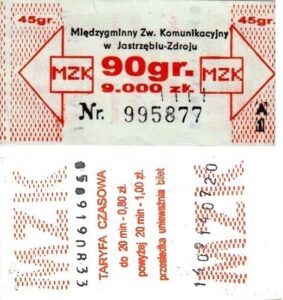 45gr. 45gr.
Międzygminny Zw. Komunikacyjny
w Jastrzębiu-Zdroju
MZK 90gr. MZK
9.000 zł.
Nr. 995877
MZK
TARYFA CZASOWA
do 20 min - 0,80 zł.
powyżej 20 min - 1,00 zł.
przesiadka unieważnia bilet
MZK